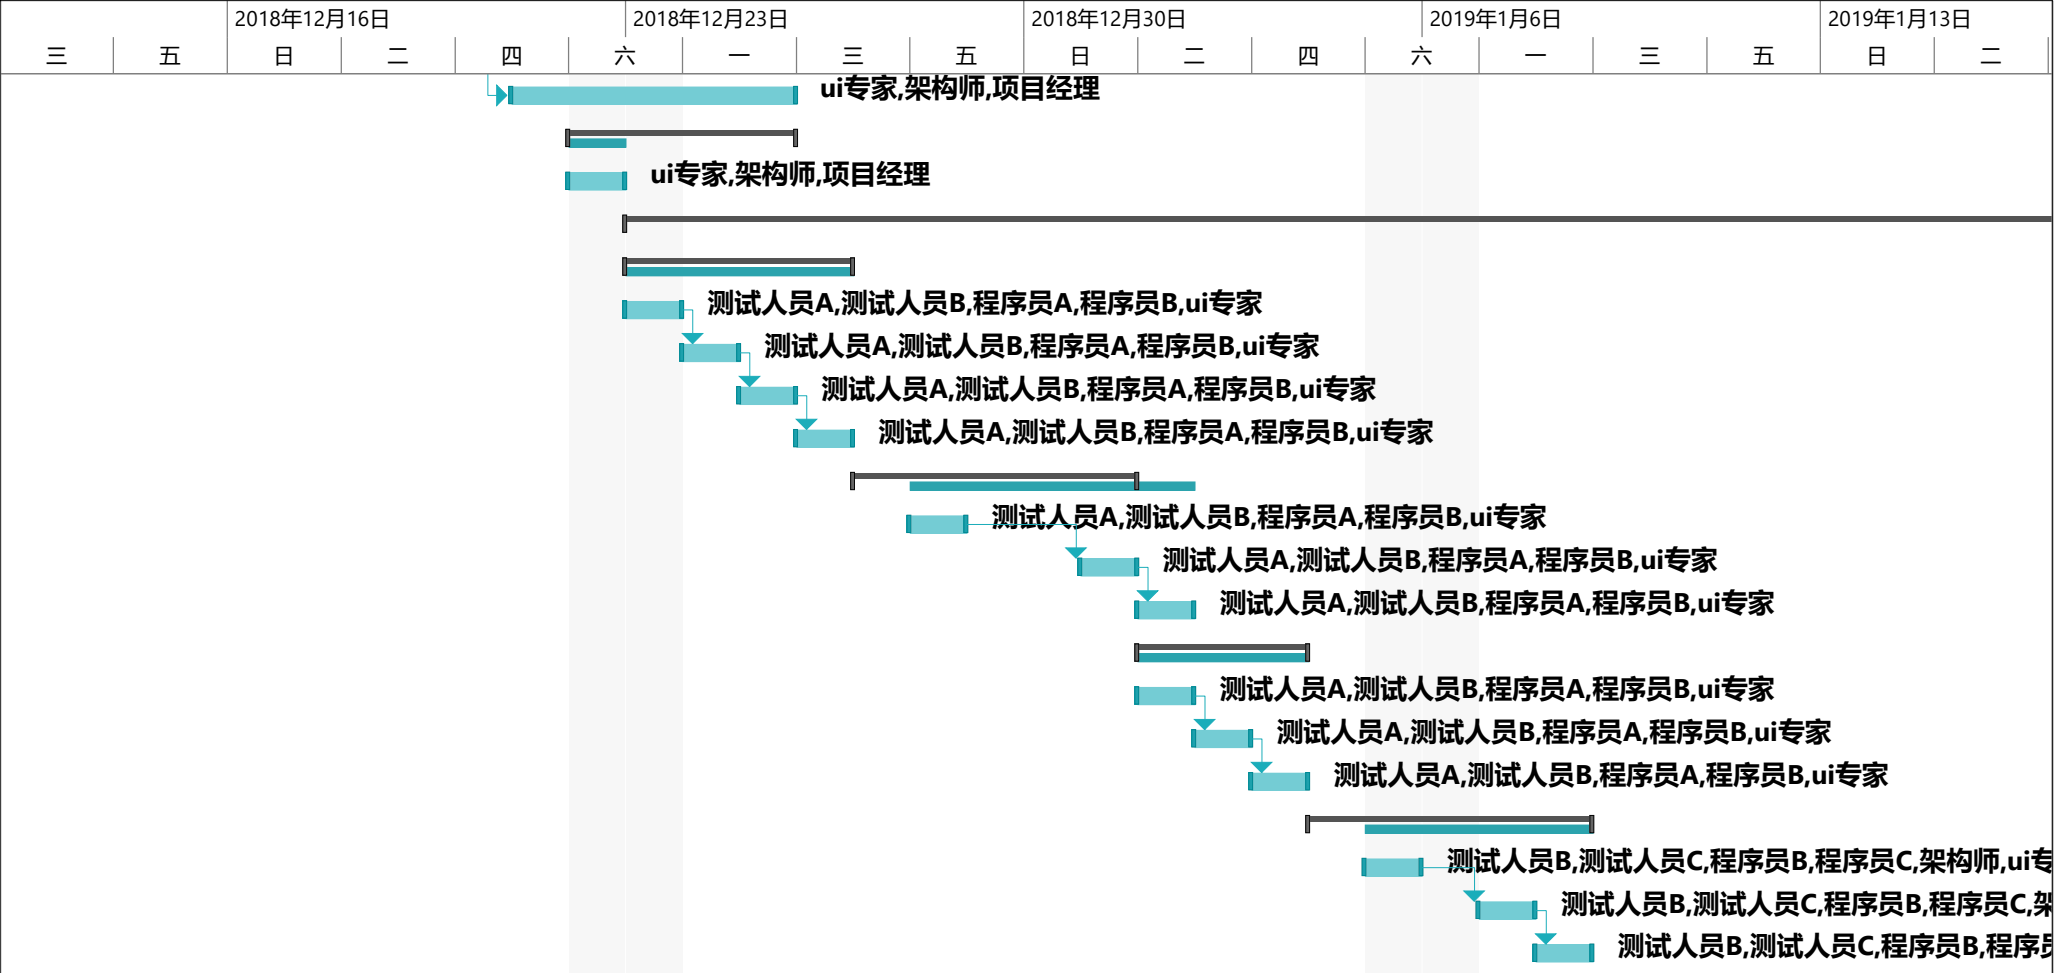 2018年12月16日 2018年12月23日 2018年12月30日 2019年1月6日 2019年1月13日
三 五 日 二 四 六 一 三 五 日 二 四 六 一 三 五 日 二
ui专家,架构师,项目经理
ui专家,架构师,项目经理
测试人员A,测试人员B,程序员A,程序员B,ui专家
测试人员A,测试人员B,程序员A,程序员B,ui专家
测试人员A,测试人员B,程序员A,程序员B,ui专家
测试人员A,测试人员B,程序员A,程序员B,ui专家
测试人员A,测试人员B,程序员A,程序员B,ui专家
测试人员A,测试人员B,程序员A,程序员B,ui专家
测试人员A,测试人员B,程序员A,程序员B,ui专家
测试人员A,测试人员B,程序员A,程序员B,ui专家
测试人员A,测试人员B,程序员A,程序员B,ui专家
测试人员A,测试人员B,程序员A,程序员B,ui专家
测试人员B,测试人员C,程序员B,程序员C,架构师,ui专
测试人员B,测试人员C,程序员B,程序员C,架
测试人员B,测试人员C,程序员B,程序员